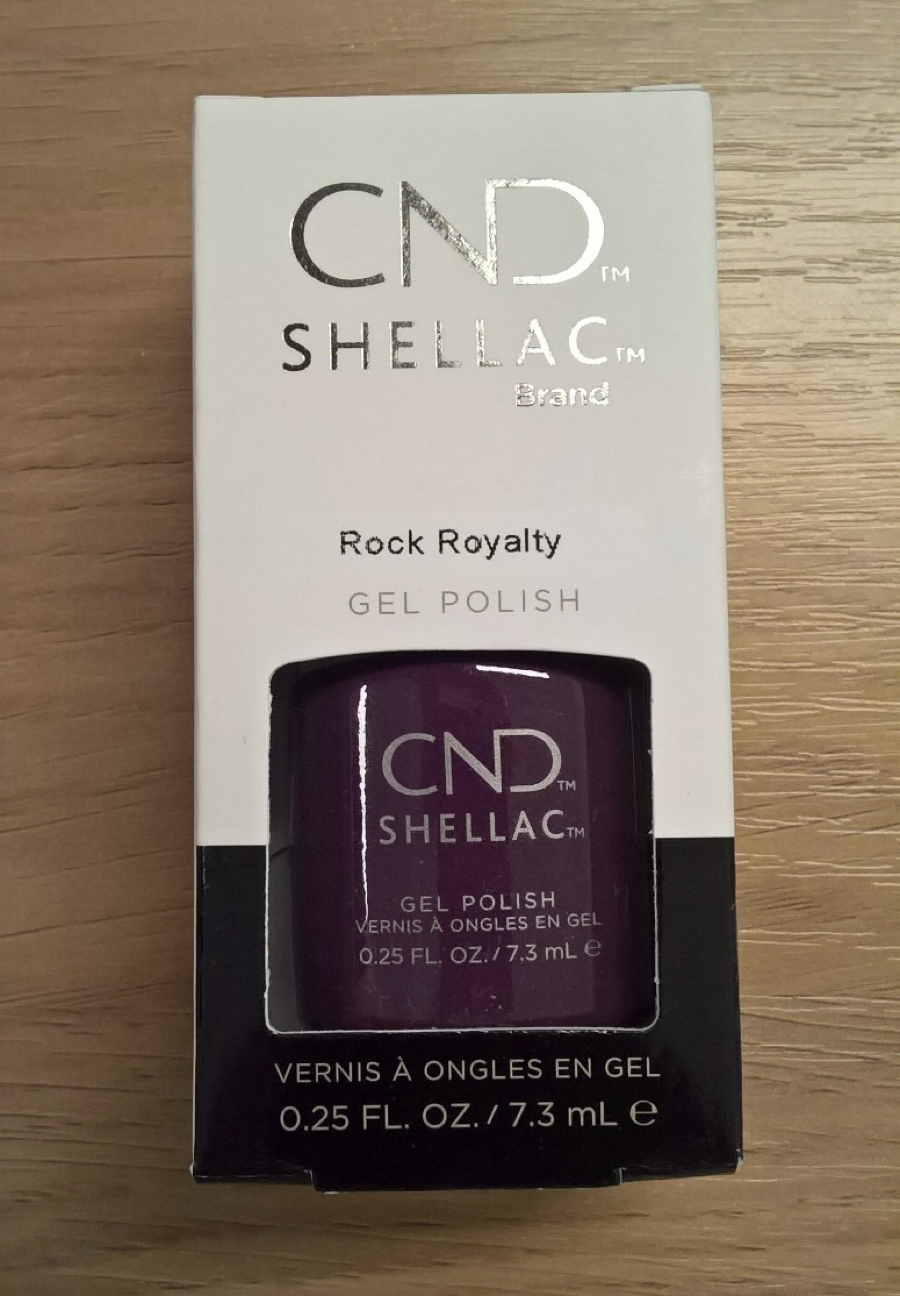 CND™
SHELLAC™
Brand
Rock Royalty
GEL POLISH
CND™
SHELLAC™
GEL POLISH
VERNIS À ONGLES EN GEL
0.25 FL. OZ. / 7.3 mL ℮
VERNIS À ONGLES EN GEL
0.25 FL. OZ. / 7.3 mL ℮